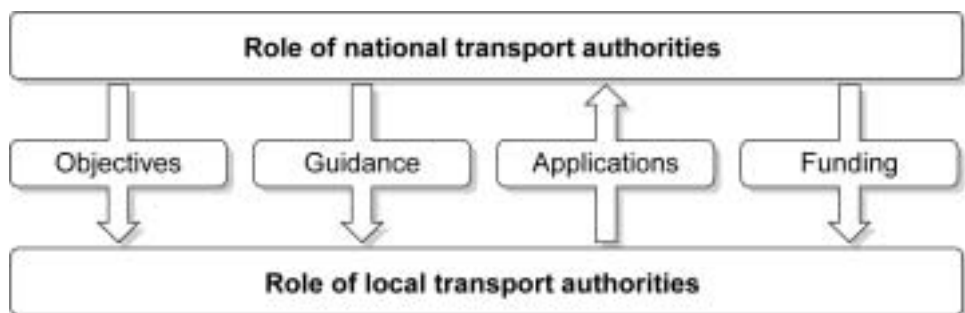 Role of national transport authorities
Objectives
Guidance
Applications
Funding
Role of local transport authorities